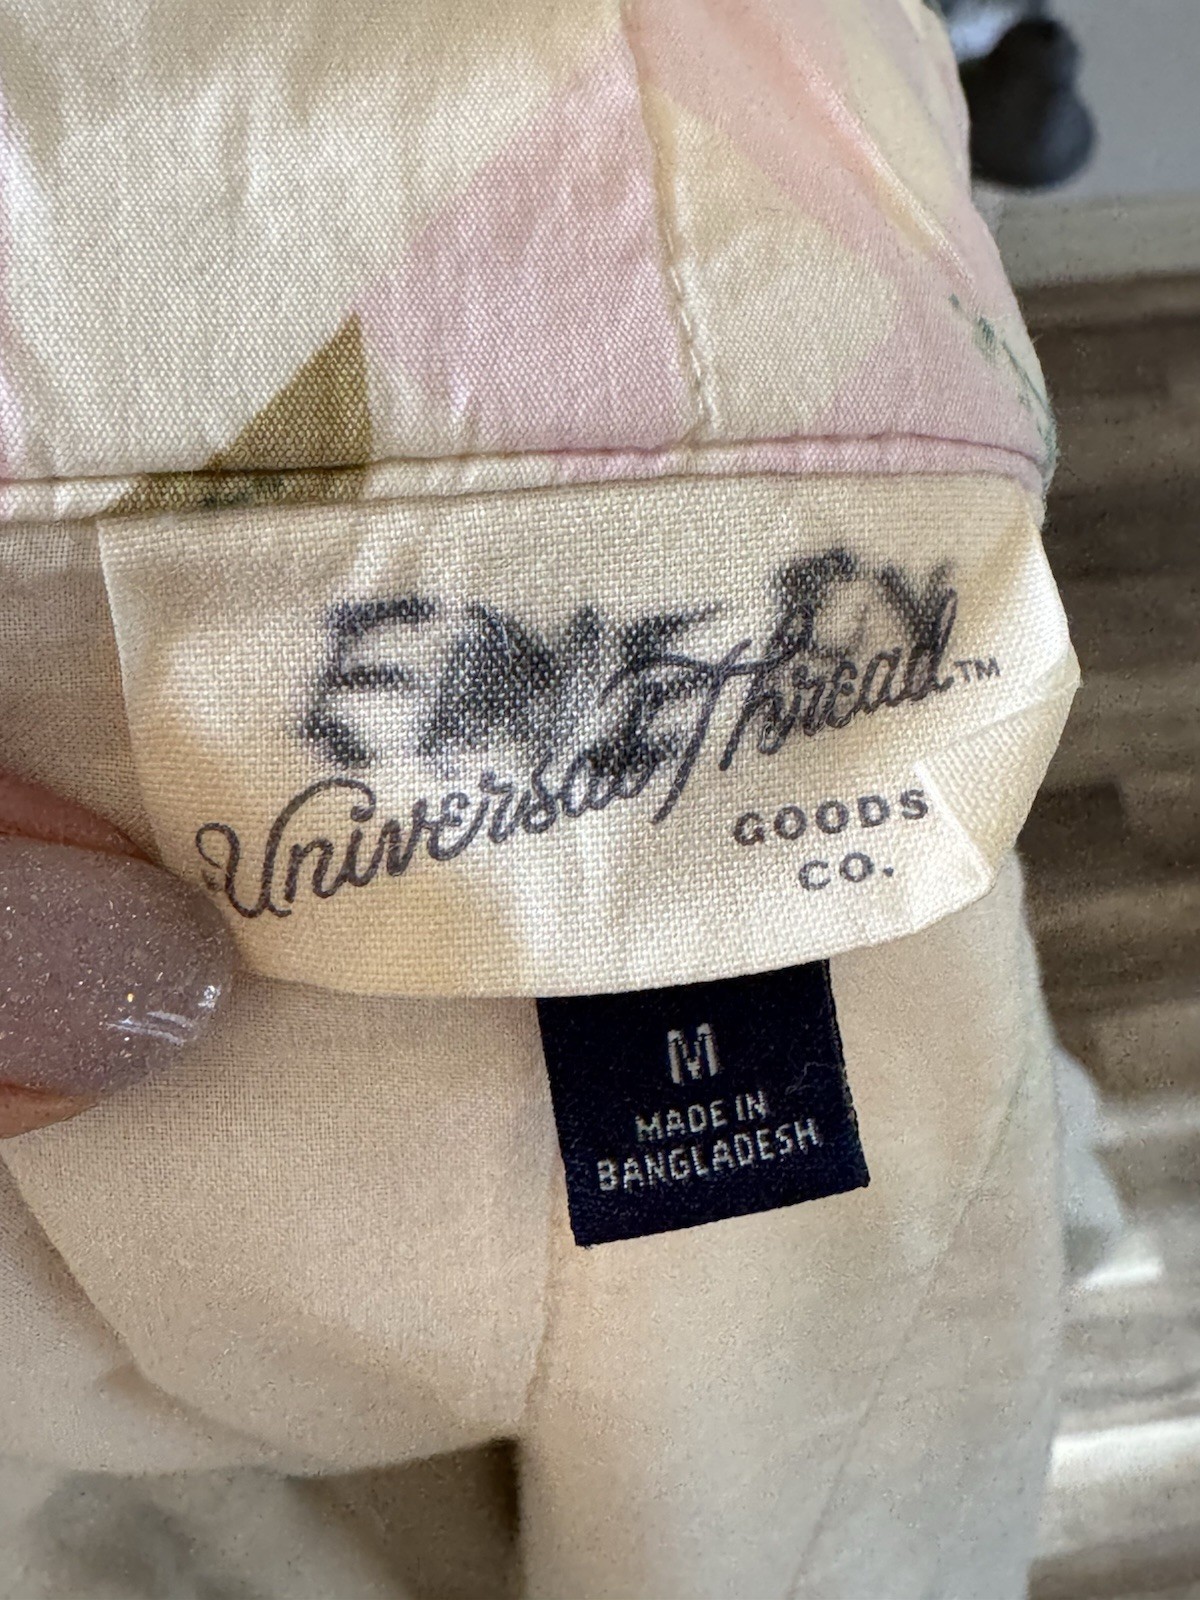 Universal Thread™
GOODS
CO.
M
MADE IN
BANGLADESH